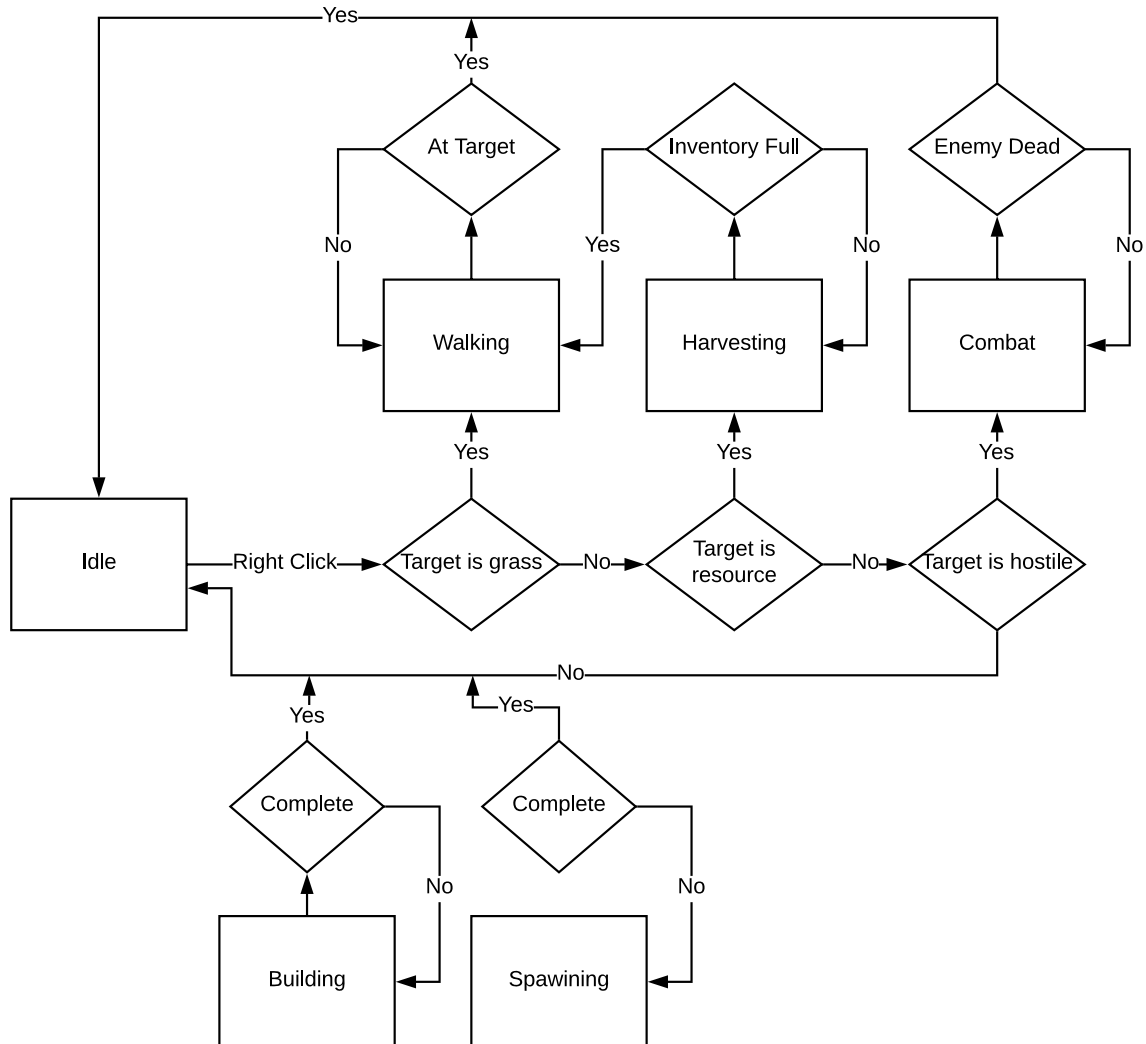 Yes
Yes
At Target
Inventory Full
Enemy Dead
No
Yes
No
No
Walking
Harvesting
Combat
Yes
Yes
Yes
Idle
Right Click
Target is grass
No
Target is
resource
No
Target is hostile
No
Yes
Yes
Complete
Complete
No
No
Building
Spawining